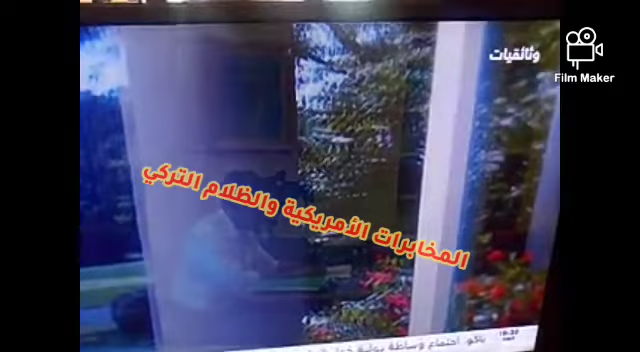 وثائقيات
Film Maker
المخابرات الأمريكية والظلام التركي
باكو: اجتماع وساطة